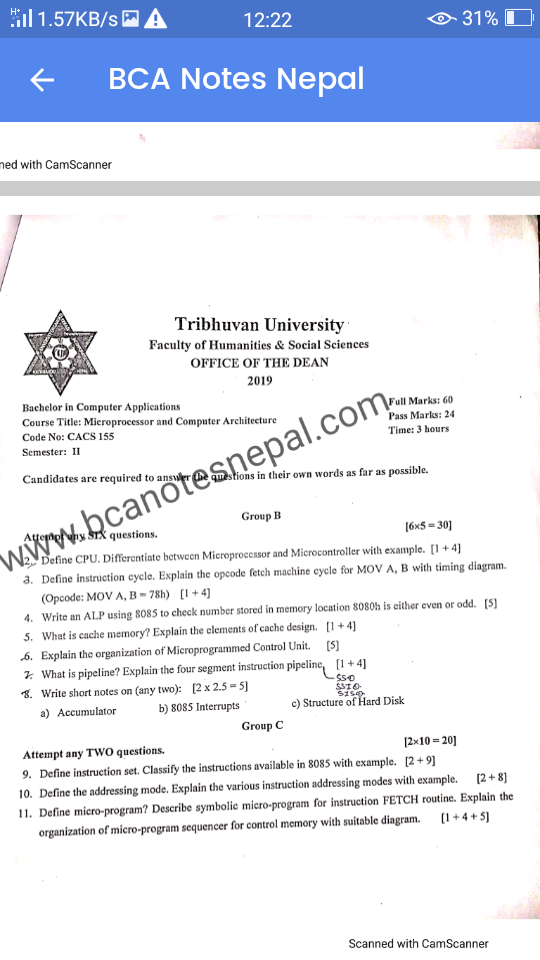 1.57KB/s
12:22
31%
BCA Notes Nepal
ned with CamScanner
Tribhuvan University
Faculty of Humanities & Social Sciences
OFFICE OF THE DEAN
2019
Bachelor in Computer Applications
Course Title: Microprocessor and Computer Architecture
Code No: CACS 155
Semester: II
Full Marks: 60
Pass Marks: 24
Time: 3 hours
Candidates are required to answer the questions in their own words as far as possible.
www.bcanotesnepal.com
Group B
Attempt any SIX questions.
[6x5 = 30]
2. Define CPU. Differentiate between Microprocessor and Microcontroller with example. [1 + 4]
3. Define instruction cycle. Explain the opcode fetch machine cycle for MOV A, B with timing diagram.
(Opcode: MOV A, B = 78h) [1 + 4]
4. Write an ALP using 8085 to check number stored in memory location 8080h is either even or odd. [5]
5. What is cache memory? Explain the elements of cache design. [1 + 4]
6. Explain the organization of Microprogrammed Control Unit. [5]
7. What is pipeline? Explain the four segment instruction pipeline. [1 + 4]
8. Write short notes on (any two): [2 x 2.5 = 5]
a) Accumulator b) 8085 Interrupts c) Structure of Hard Disk
Group C
Attempt any TWO questions.
[2×10 = 20]
9. Define instruction set. Classify the instructions available in 8085 with example. [2 + 9]
10. Define the addressing mode. Explain the various instruction addressing modes with example. [2 + 8]
11. Define micro-program? Describe symbolic micro-program for instruction FETCH routine. Explain the
organization of micro-program sequencer for control memory with suitable diagram. [1 + 4 + 5]
Scanned with CamScanner